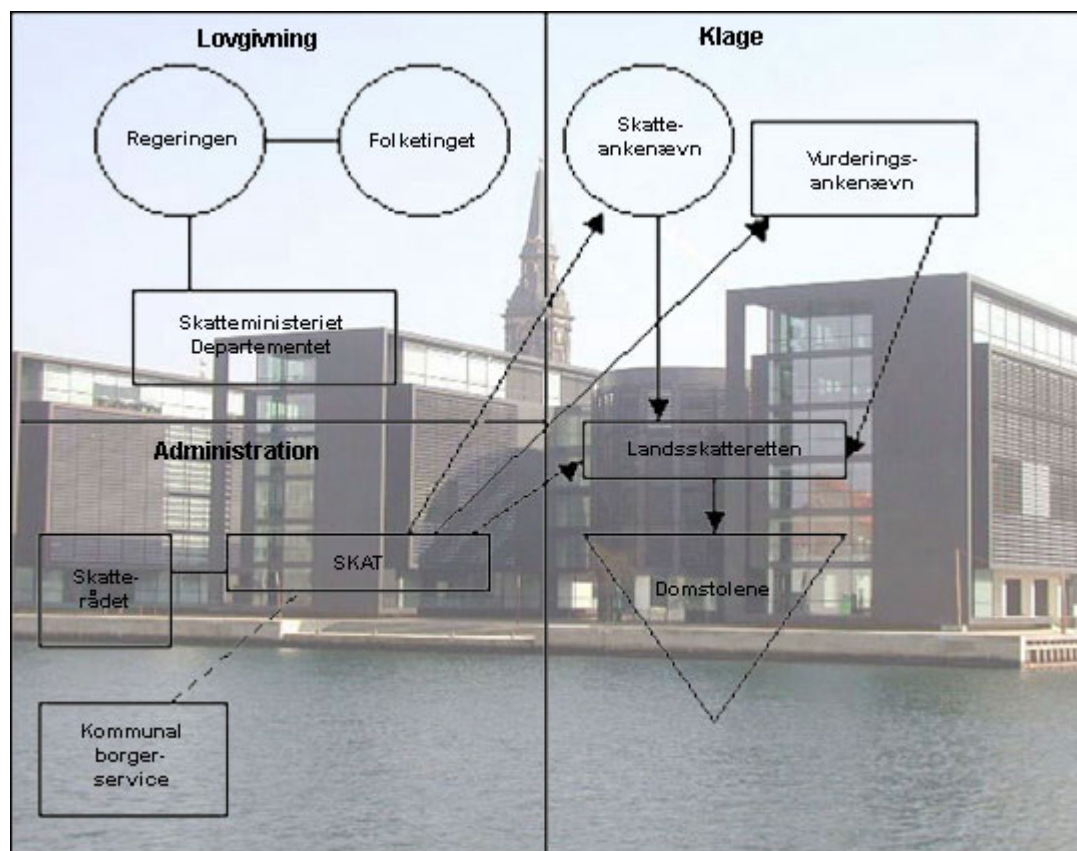 Lovgivning
Regeringen
Folketinget
Skatteministeriet
Departementet
Administration
Skatte-
rådet
SKAT
Kommunal
borger-
service
Klage
Skatte-
ankenævn
Vurderings-
ankenævn
Landsskatteretten
Domstolene